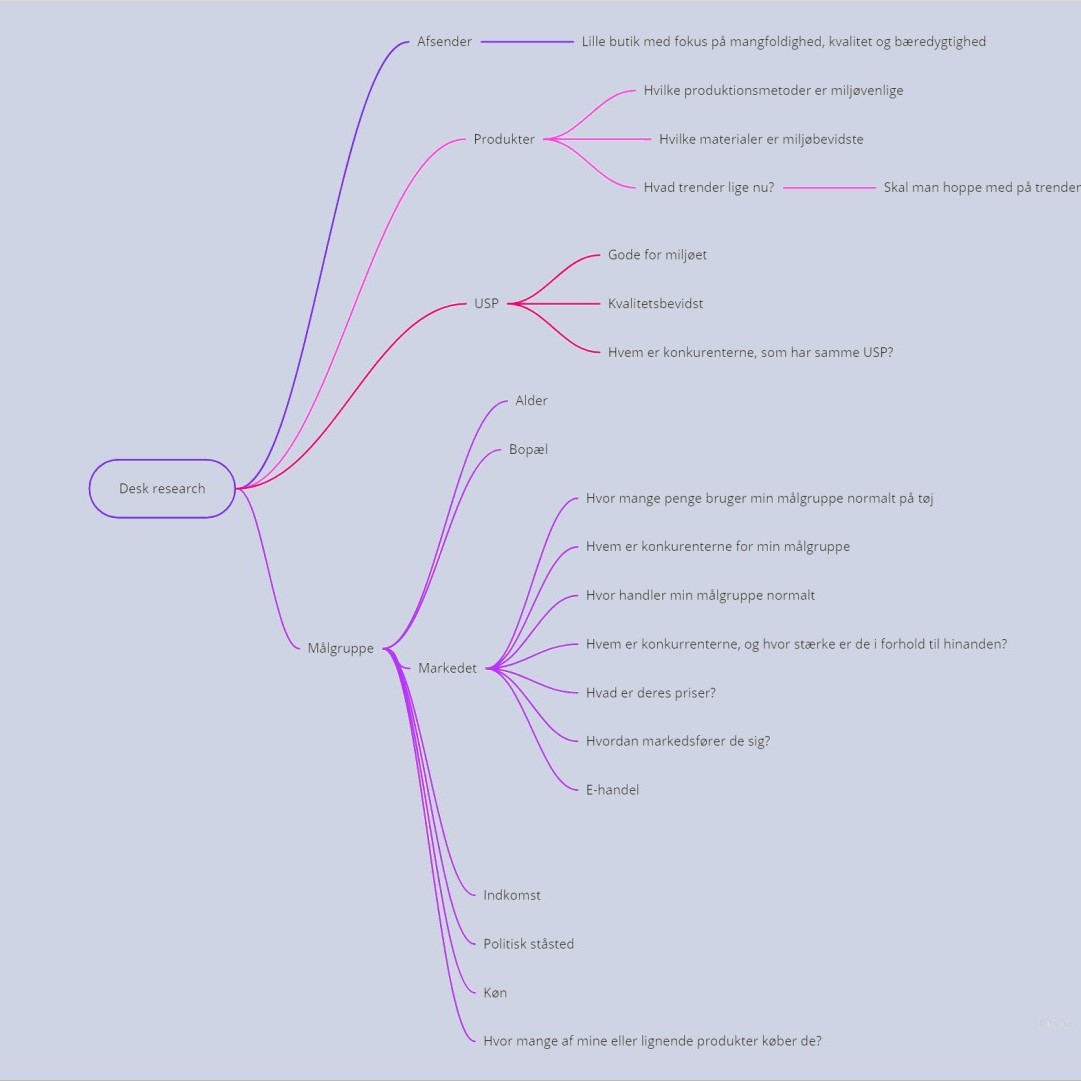 Afsender
Lille butik med fokus på mangfoldighed, kvalitet og bæredygtighed
Produkter
Hvilke produktionsmetoder er miljøvenlige
Hvilke materialer er miljøbevidste
Hvad trender lige nu?
Skal man hoppe med på trender
USP
Gode for miljøet
Kvalitetsbevidst
Hvem er konkurenterne, som har samme USP?
Desk research
Målgruppe
Alder
Bopæl
Markedet
Hvor mange penge bruger min målgruppe normalt på tøj
Hvem er konkurenterne for min målgruppe
Hvor handler min målgruppe normalt
Hvem er konkurrenterne, og hvor stærke er de i forhold til hinanden?
Hvad er deres priser?
Hvordan markedsfører de sig?
E-handel
Indkomst
Politisk ståsted
Køn
Hvor mange af mine eller lignende produkter køber de?